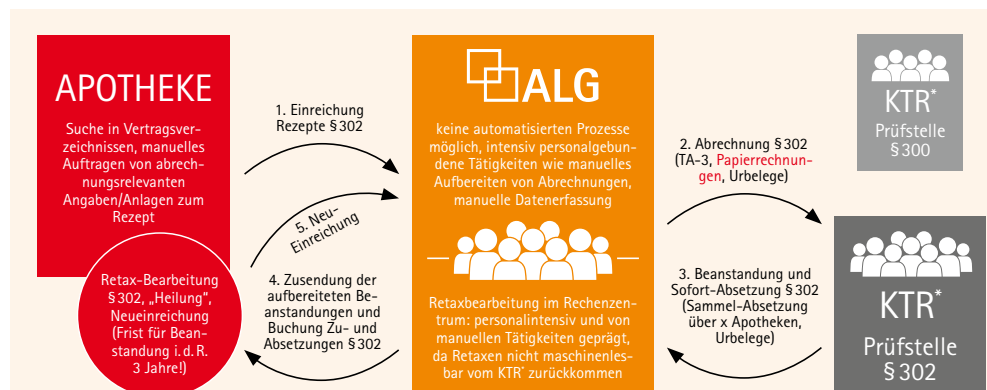 APOTHEKE
Suche in Vertragsver-
zeichnissen, manuelles
Auftragen von abrech-
nungsrelevanten
Angaben/Anlagen zum
Rezept
Retax-Bearbeitung
§ 302, „Heilung",
Neueinreichung
(Frist für Bean-
standung i. d. R.
3 Jahre!)
1. Einreichung
Rezepte § 302
5. Neu-
Einreichung
4. Zusendung der
aufbereiteten Be-
anstandungen und
Buchung Zu- und
Absetzungen § 302
ALG
keine automatisierten Prozesse
möglich, intensiv personalgebun-
dene Tätigkeiten wie manuelles
Aufbereiten von Abrechnungen,
manuelle Datenerfassung
Retaxbearbeitung im Rechenzen-
trum: personalintensiv und von
manuellen Tätigkeiten geprägt,
da Retaxen nicht maschinenles-
bar vom KTR* zurückkommen
2. Abrechnung § 302
(TA-3, Papierrechnun-
gen, Urbelege)
3. Beanstandung und
Sofort-Absetzung § 302
(Sammel-Absetzung
über x Apotheken,
Urbelege)
KTR*
Prüfstelle
§ 300
KTR*
Prüfstelle
§ 302